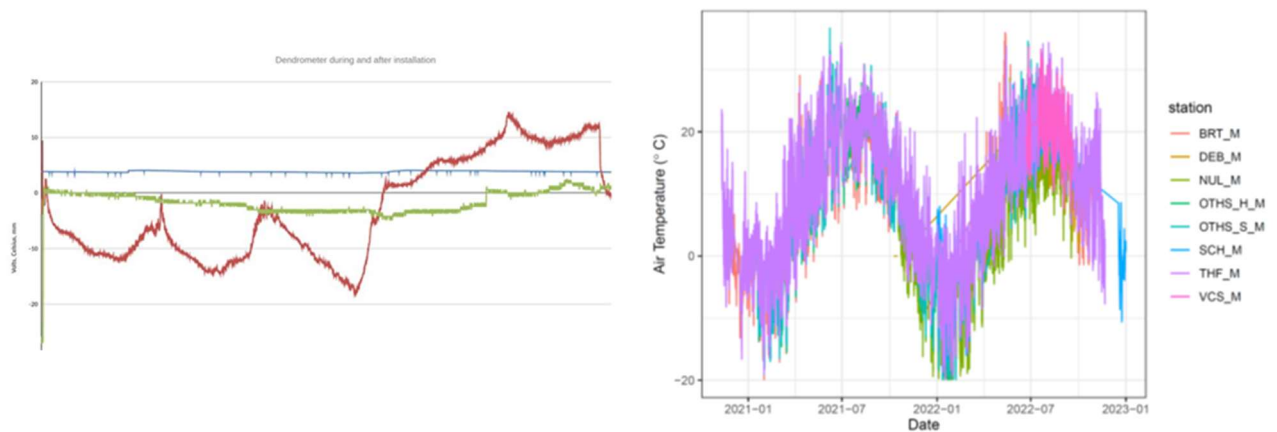 Dendrometer during and after installation
20
10
0
-10
-20
Volts, Celsius, mm
20
0
−20
Air Temperature (° C)
2021−01
2021−07
2022−01
2022−07
2023−01
Date
station
BRT_M
DEB_M
NUL_M
OTHS_H_M
OTHS_S_M
SCH_M
THF_M
VCS_M